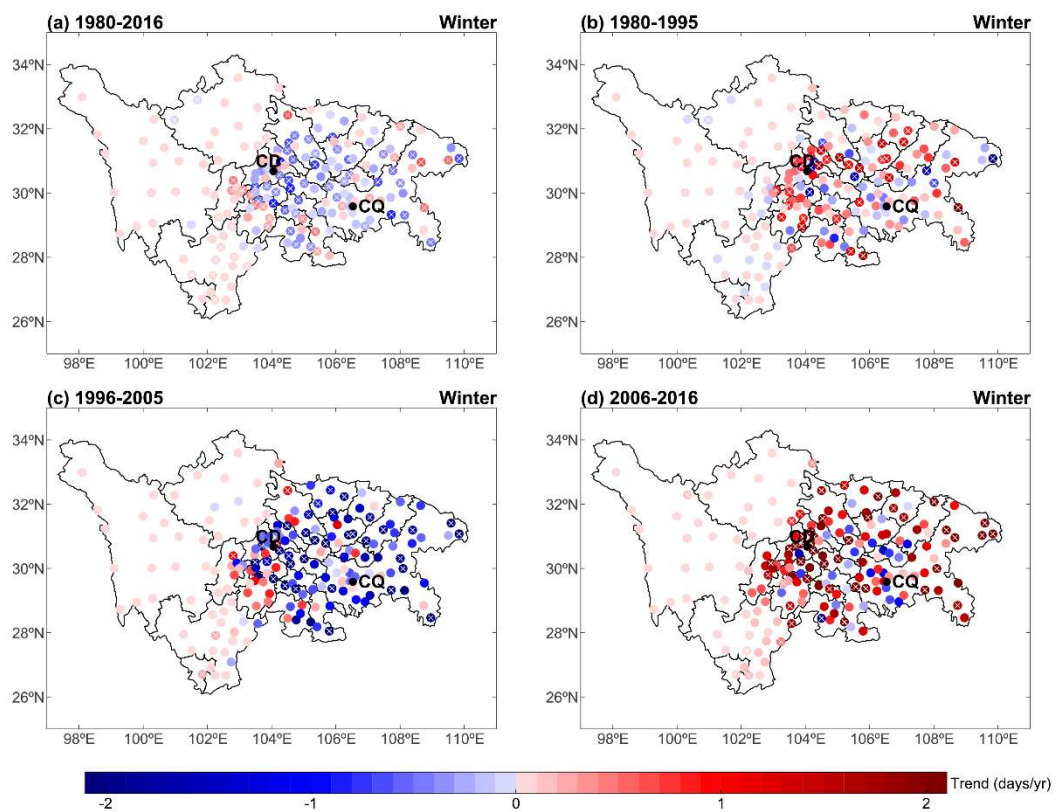 (a) 1980-2016 Winter
34ºN
32ºN
30ºN
28ºN
26ºN
CD
CQ
98ºE 100ºE 102ºE 104ºE 106ºE 108ºE 110ºE
(b) 1980-1995 Winter
34ºN
32ºN
30ºN
28ºN
26ºN
CD
CQ
98ºE 100ºE 102ºE 104ºE 106ºE 108ºE 110ºE
(c) 1996-2005 Winter
34ºN
32ºN
30ºN
28ºN
26ºN
CD
CQ
98ºE 100ºE 102ºE 104ºE 106ºE 108ºE 110ºE
(d) 2006-2016 Winter
34ºN
32ºN
30ºN
28ºN
26ºN
CD
CQ
98ºE 100ºE 102ºE 104ºE 106ºE 108ºE 110ºE
Trend (days/yr)
-2 -1 0 1 2